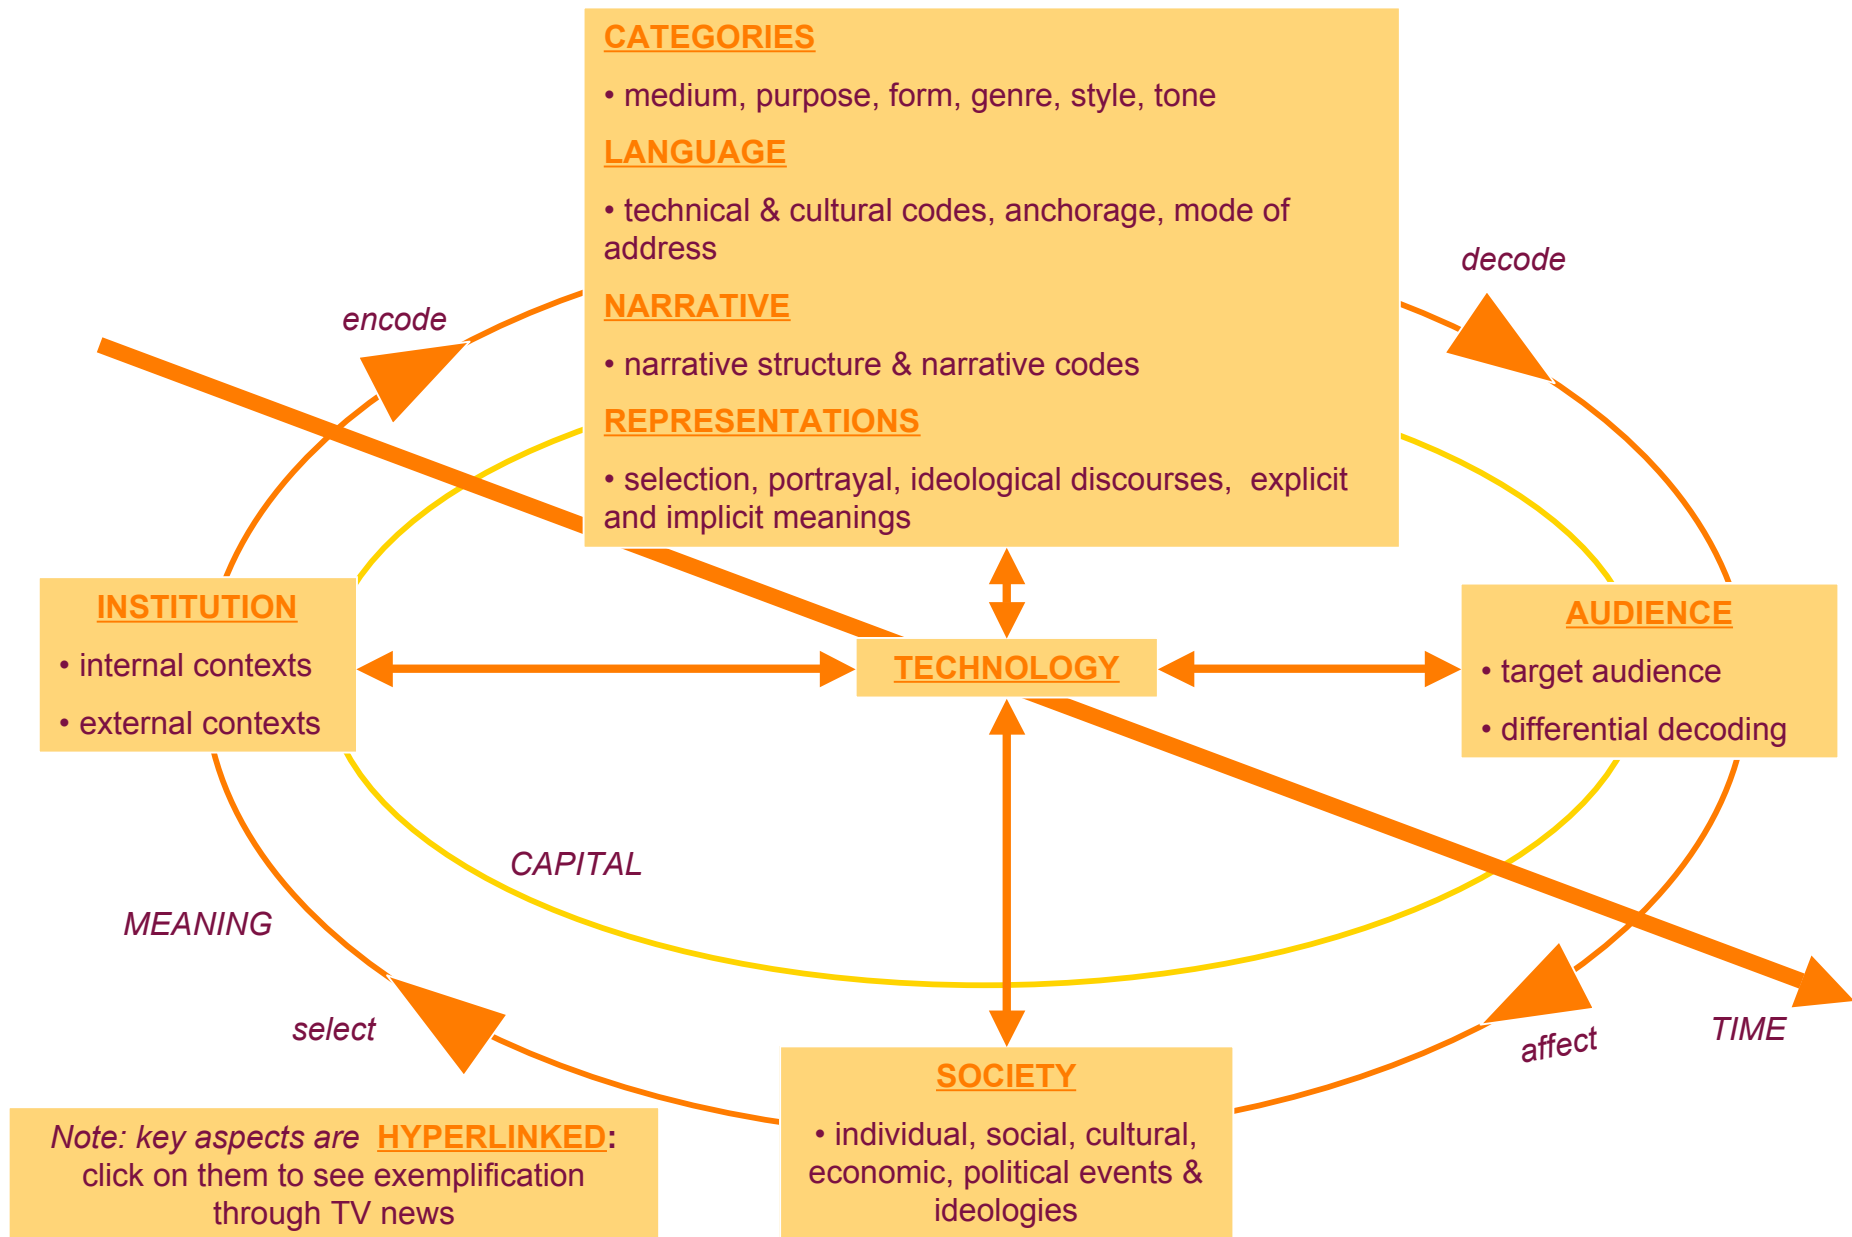 CATEGORIES
• medium, purpose, form, genre, style, tone
LANGUAGE
• technical & cultural codes, anchorage, mode of
address
NARRATIVE
• narrative structure & narrative codes
REPRESENTATIONS
• selection, portrayal, ideological discourses,  explicit
and implicit meanings
encode
decode
INSTITUTION
• internal contexts
• external contexts
TECHNOLOGY
AUDIENCE
• target audience
• differential decoding
CAPITAL
MEANING
select
affect
TIME
SOCIETY
• individual, social, cultural,
economic, political events &
ideologies
Note: key aspects are  HYPERLINKED:
click on them to see exemplification
through TV news